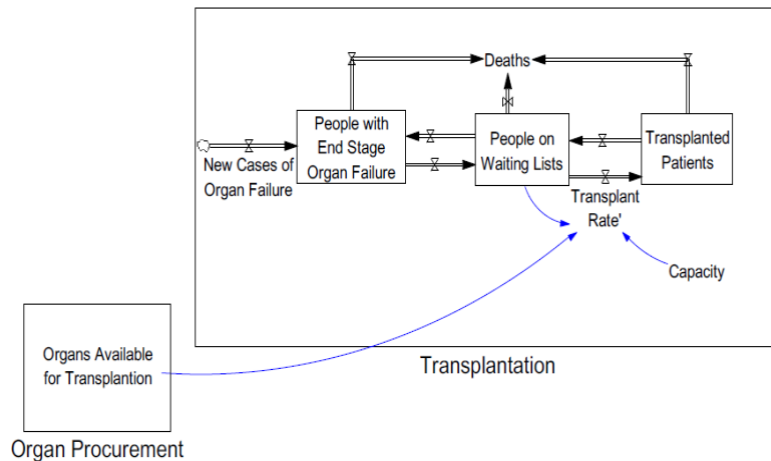 Deaths
People with
End Stage
Organ Failure
People on
Waiting Lists
Transplanted
Patients
New Cases of
Organ Failure
Transplant
Rate'
Capacity
Organs Available
for Transplantion
Transplantation
Organ Procurement